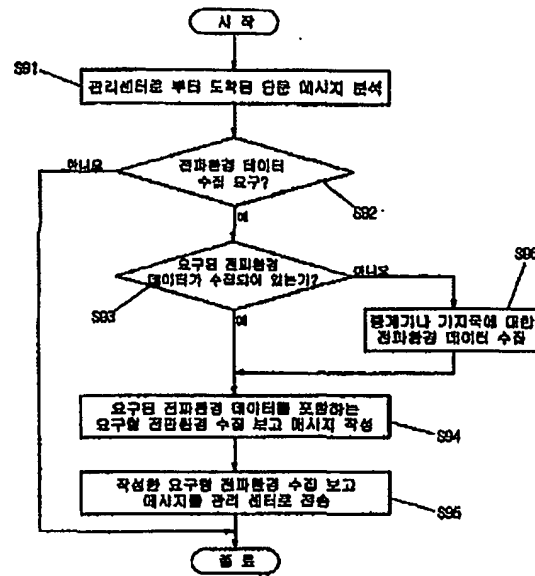 시 작
S91
관리센터로 부터 도착된 단문 메시지 분석
아니요
전파환경 데이터
수집 요구?
S92
예
요구된 전파환경
데이터가 수집되어 있는가?
아니요
S93
예
S96
중계기나 기지국에 대한
전파환경 데이터 수집
요구된 전파환경 데이터를 포함하는
요구형 전파환경 수집 보고 메시지 작성
S94
작성한 요구형 전파환경 수집 보고
메시지를 관리 센터로 전송
S95
종 료